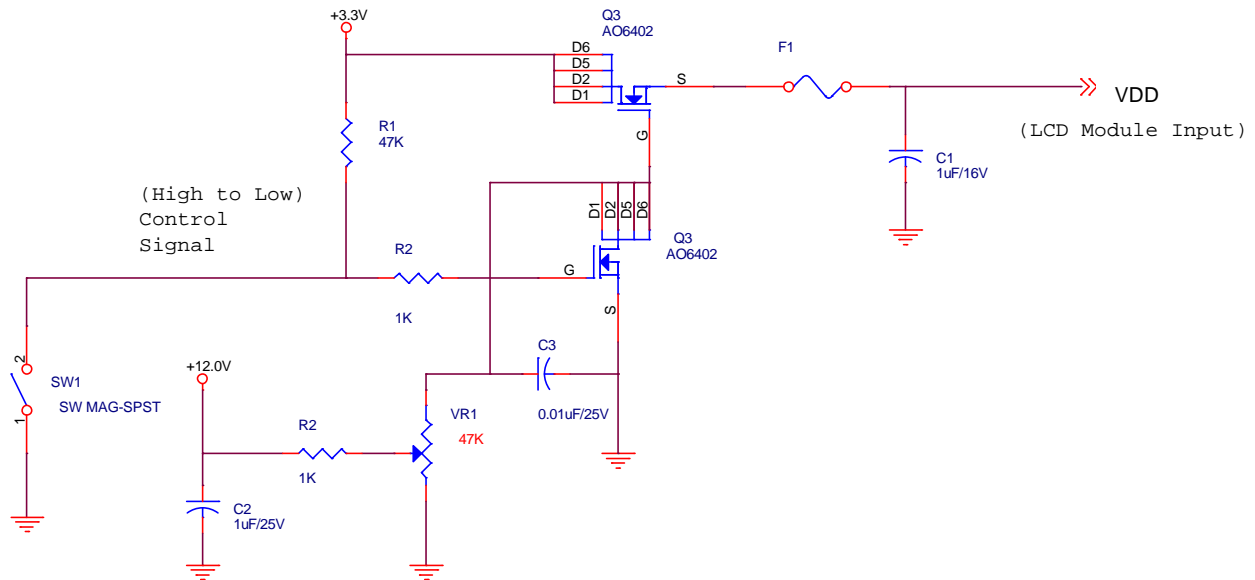 +3.3V
Q3
AO6402
D6
D5
D2
D1
S
G
F1
VDD
(LCD Module Input)
R1
47K
C1
1uF/16V
(High to Low)
Control
Signal
D1
D2
D5
D6
Q3
AO6402
R2
1K
G
S
C3
0.01uF/25V
2
1
SW1
SW MAG-SPST
+12.0V
R2
1K
VR1
47K
C2
1uF/25V